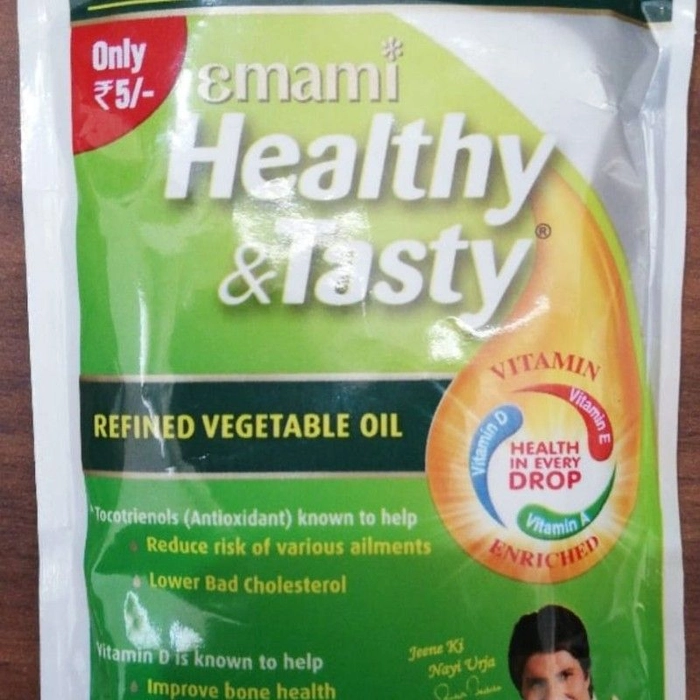 Only
₹5/-
emami*
Healthy
&Tasty®
VITAMIN
Vitamin D
Vitamin E
HEALTH
IN EVERY
DROP
Vitamin A
ENRICHED
REFINED VEGETABLE OIL
*Tocotrienols (Antioxidant) known to help
Reduce risk of various ailments
Lower Bad Cholesterol
Vitamin D is known to help
Improve bone health
Jeene Ki
Nayi Urja